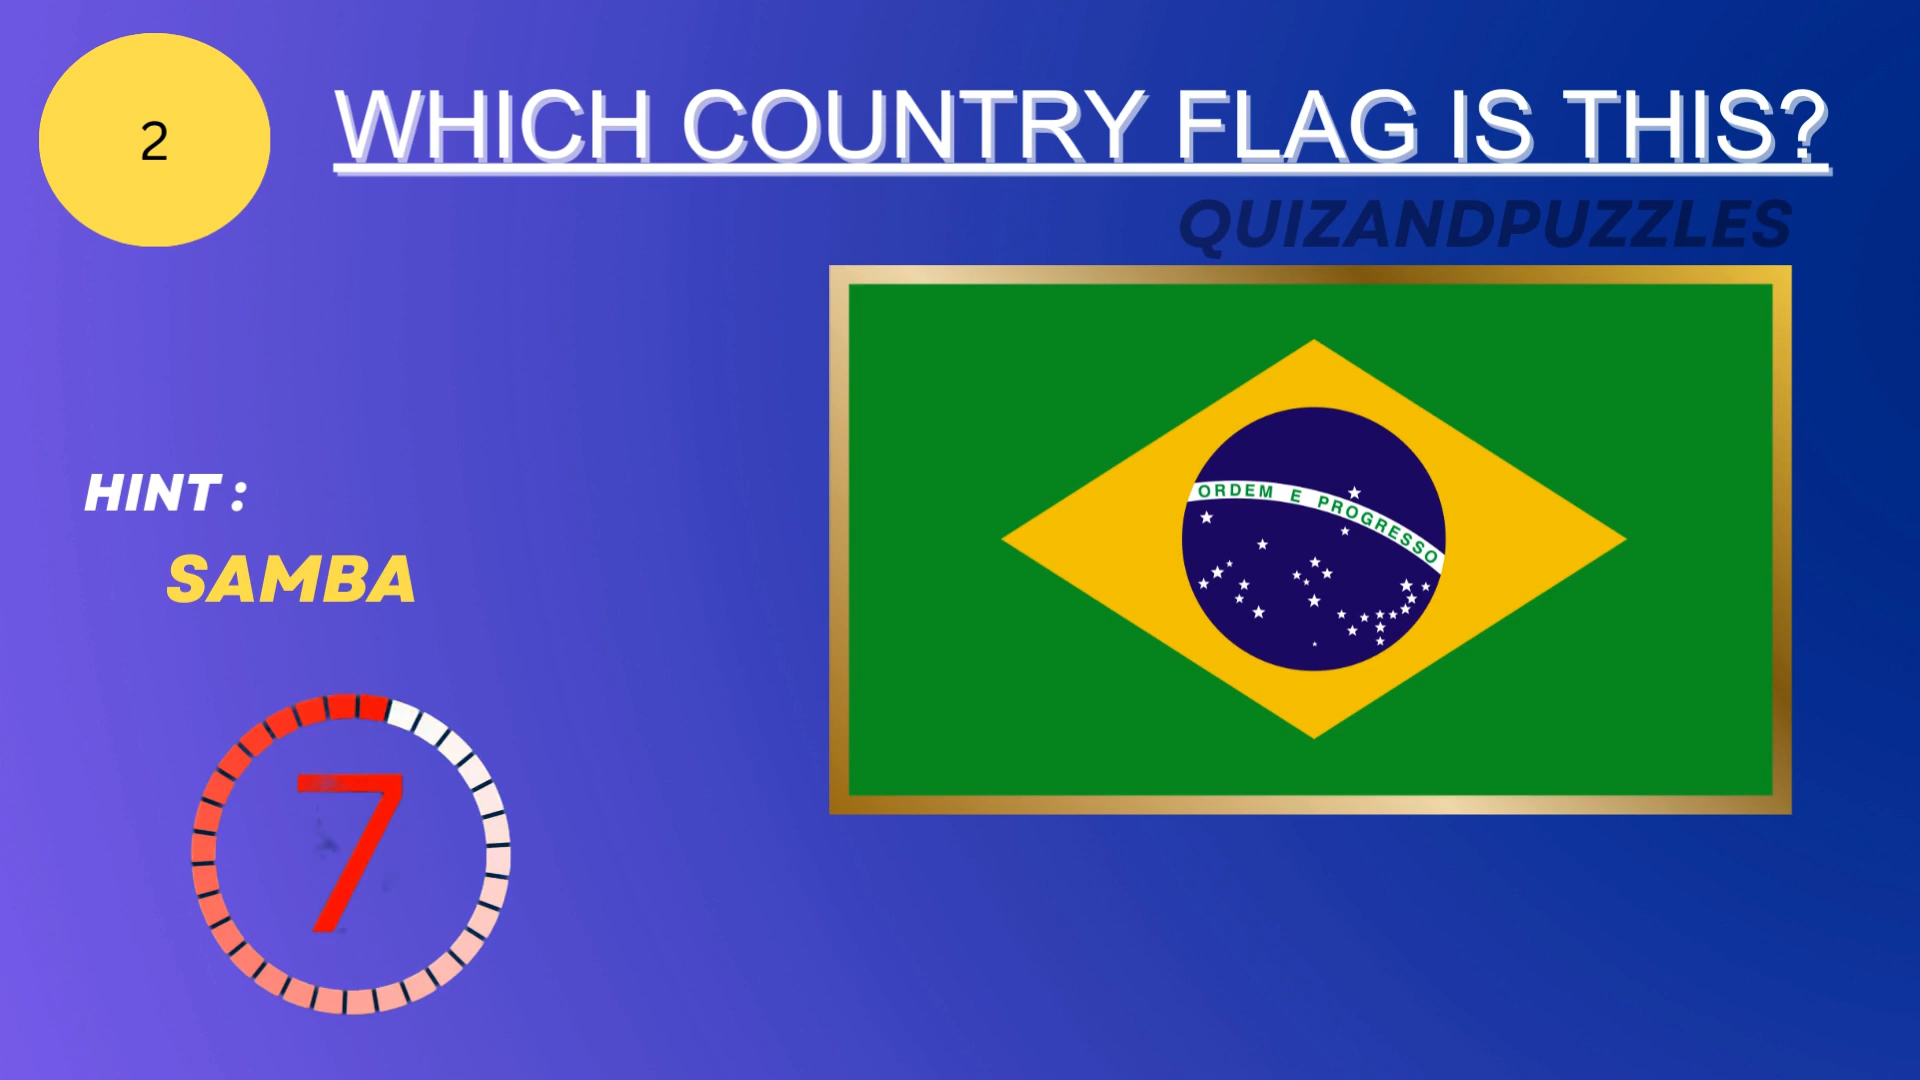 2
WHICH COUNTRY FLAG IS THIS?
QUIZANDPUZZLES
ORDEM E PROGRESSO
HINT :
SAMBA
7